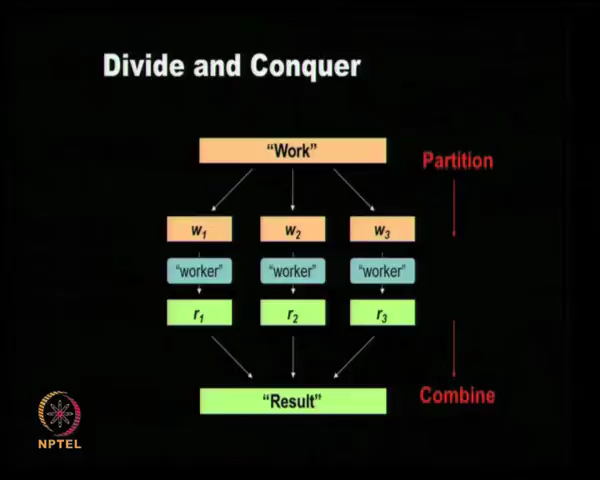 Divide and Conquer
“Work”
Partition
w1 w2 w3
“worker” “worker” “worker”
r1 r2 r3
“Result”
Combine
NPTEL